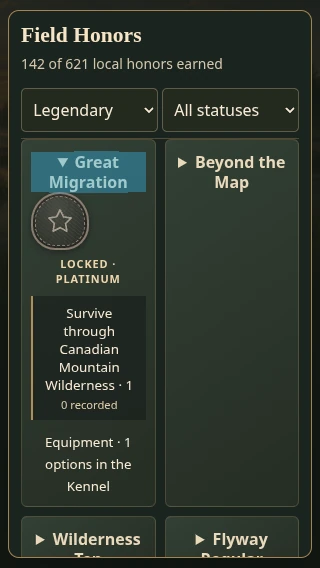 Field Honors
142 of 621 local honors earned
Legendary
All statuses
▼ Great
Migration
LOCKED ·
PLATINUM
Survive
through
Canadian
Mountain
Wilderness · 1
0 recorded
Equipment · 1
options in the
Kennel
▶ Beyond the
Map
▶ Wilderness
▶ Flyway
Regular